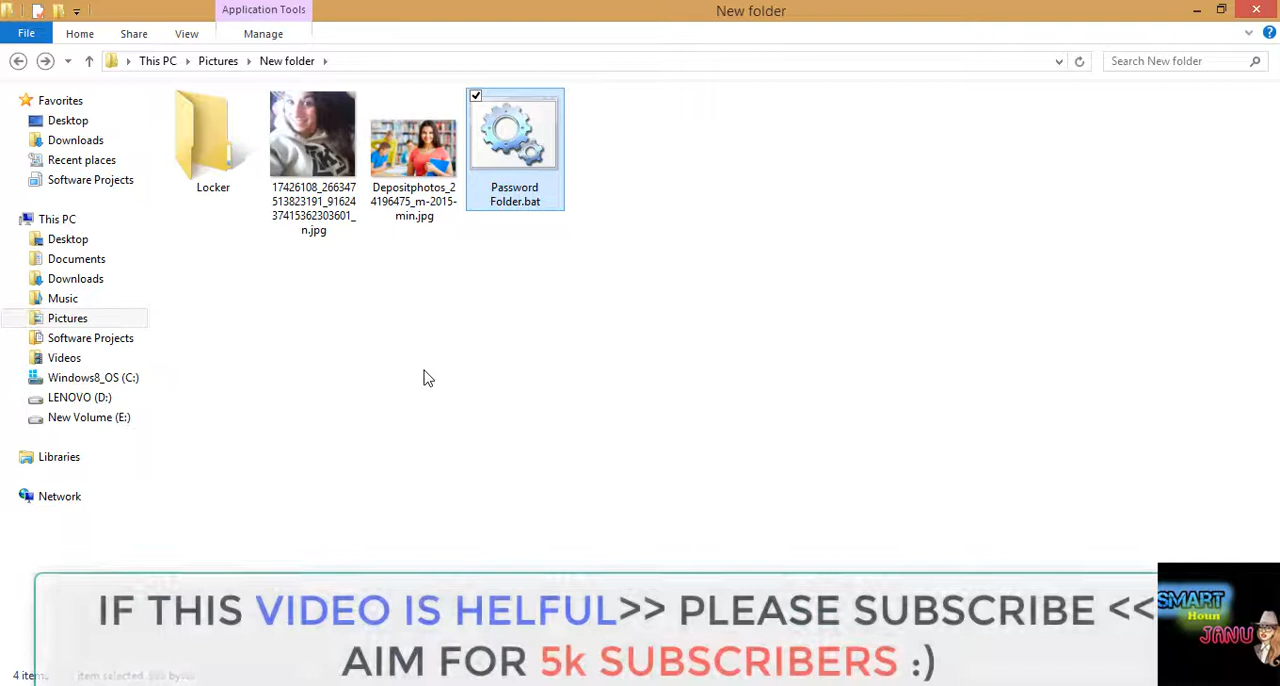 Application Tools
New folder
File
Home
Share
View
Manage
This PC
Pictures
New folder
Search New folder
Favorites
Desktop
Downloads
Recent places
Software Projects
This PC
Desktop
Documents
Downloads
Music
Pictures
Software Projects
Videos
Windows8_OS (C:)
LENOVO (D:)
New Volume (E:)
Libraries
Network
Locker
17426108_266347
513823191_91624
37415362303601_
n.jpg
Depositphotos_2
4196475_m-2015-
min.jpg
Password
Folder.bat
IF THIS VIDEO IS HELFUL>> PLEASE SUBSCRIBE <<
AIM FOR 5k SUBSCRIBERS :)
SMART
Houn
JANU
4 items
item selected